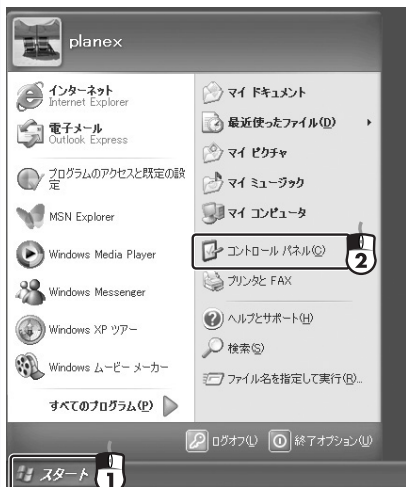 planex
インターネット
Internet Explorer
電子メール
Outlook Express
プログラムのアクセスと既定の設
定
MSN Explorer
Windows Media Player
Windows Messenger
Windows XP ツアー
Windows ムービー メーカー
すべてのプログラム(P)
マイ ドキュメント
最近使ったファイル(D)
マイ ピクチャ
マイ ミュージック
マイ コンピュータ
コントロール パネル(C)
2
プリンタと FAX
ヘルプとサポート(H)
検索(S)
ファイル名を指定して実行(R)...
ログオフ(L)
終了オプション(U)
スタート
1